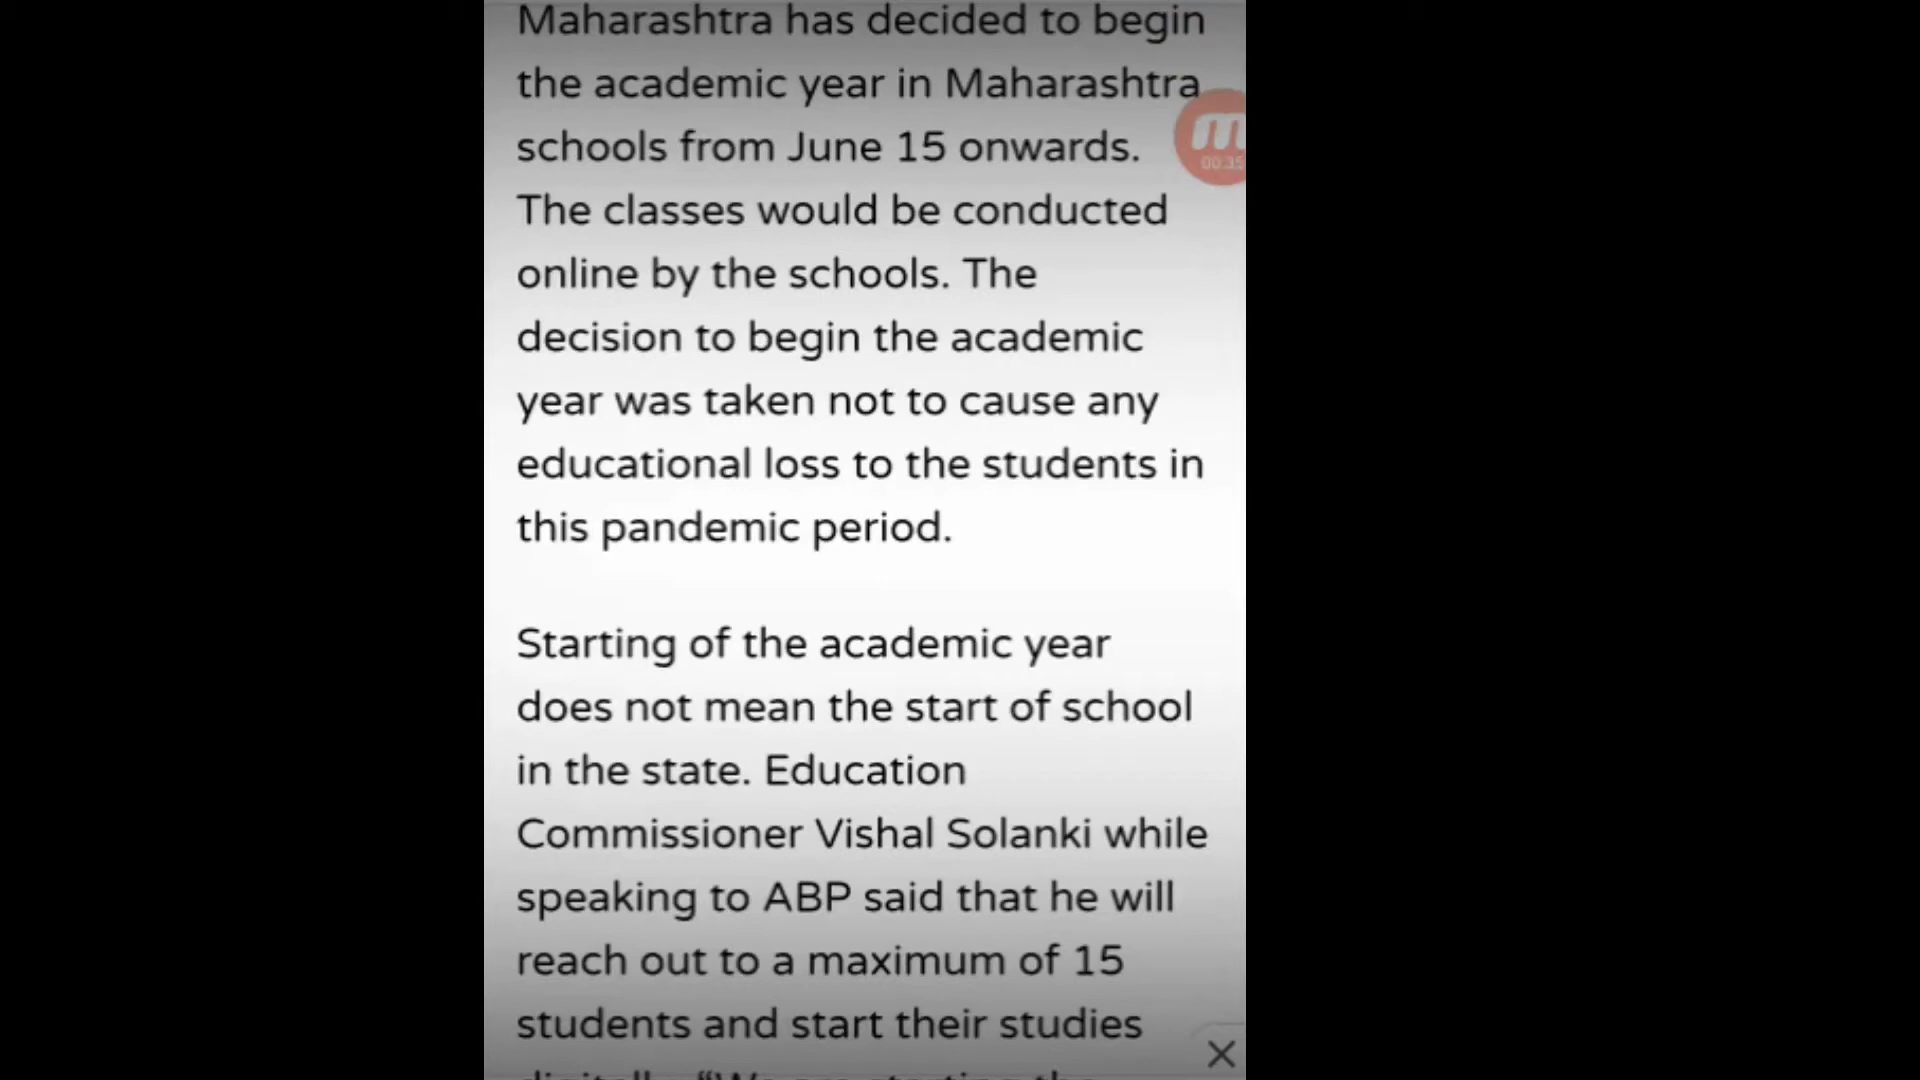 Maharashtra has decided to begin
the academic year in Maharashtra
schools from June 15 onwards.
00:35
The classes would be conducted
online by the schools. The
decision to begin the academic
year was taken not to cause any
educational loss to the students in
this pandemic period.
Starting of the academic year
does not mean the start of school
in the state. Education
Commissioner Vishal Solanki while
speaking to ABP said that he will
reach out to a maximum of 15
students and start their studies